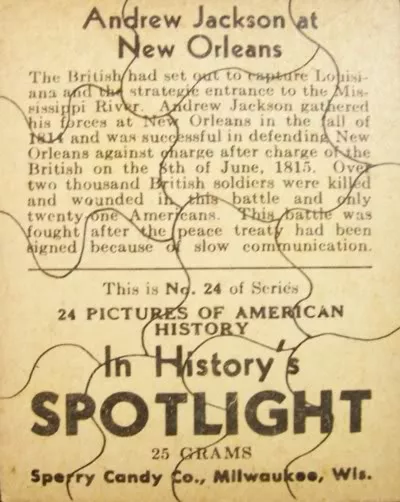 Andrew Jackson at
New Orleans
The British had set out to capture Louisi-
ana and the strategic entrance to the Mis-
sissippi River. Andrew Jackson gathered
his forces at New Orleans in the fall of
1814 and was successful in defending New
Orleans against charge after charge of the
British on the 8th of June, 1815. Over
two thousand British soldiers were killed
and wounded in this battle and only
twenty-one Americans. This battle was
fought after the peace treaty had been
signed because of slow communication.
This is No. 24 of Series
24 PICTURES OF AMERICAN
HISTORY
In History's
SPOTLIGHT
25 GRAMS
Sperry Candy Co., Milwaukee, Wis.